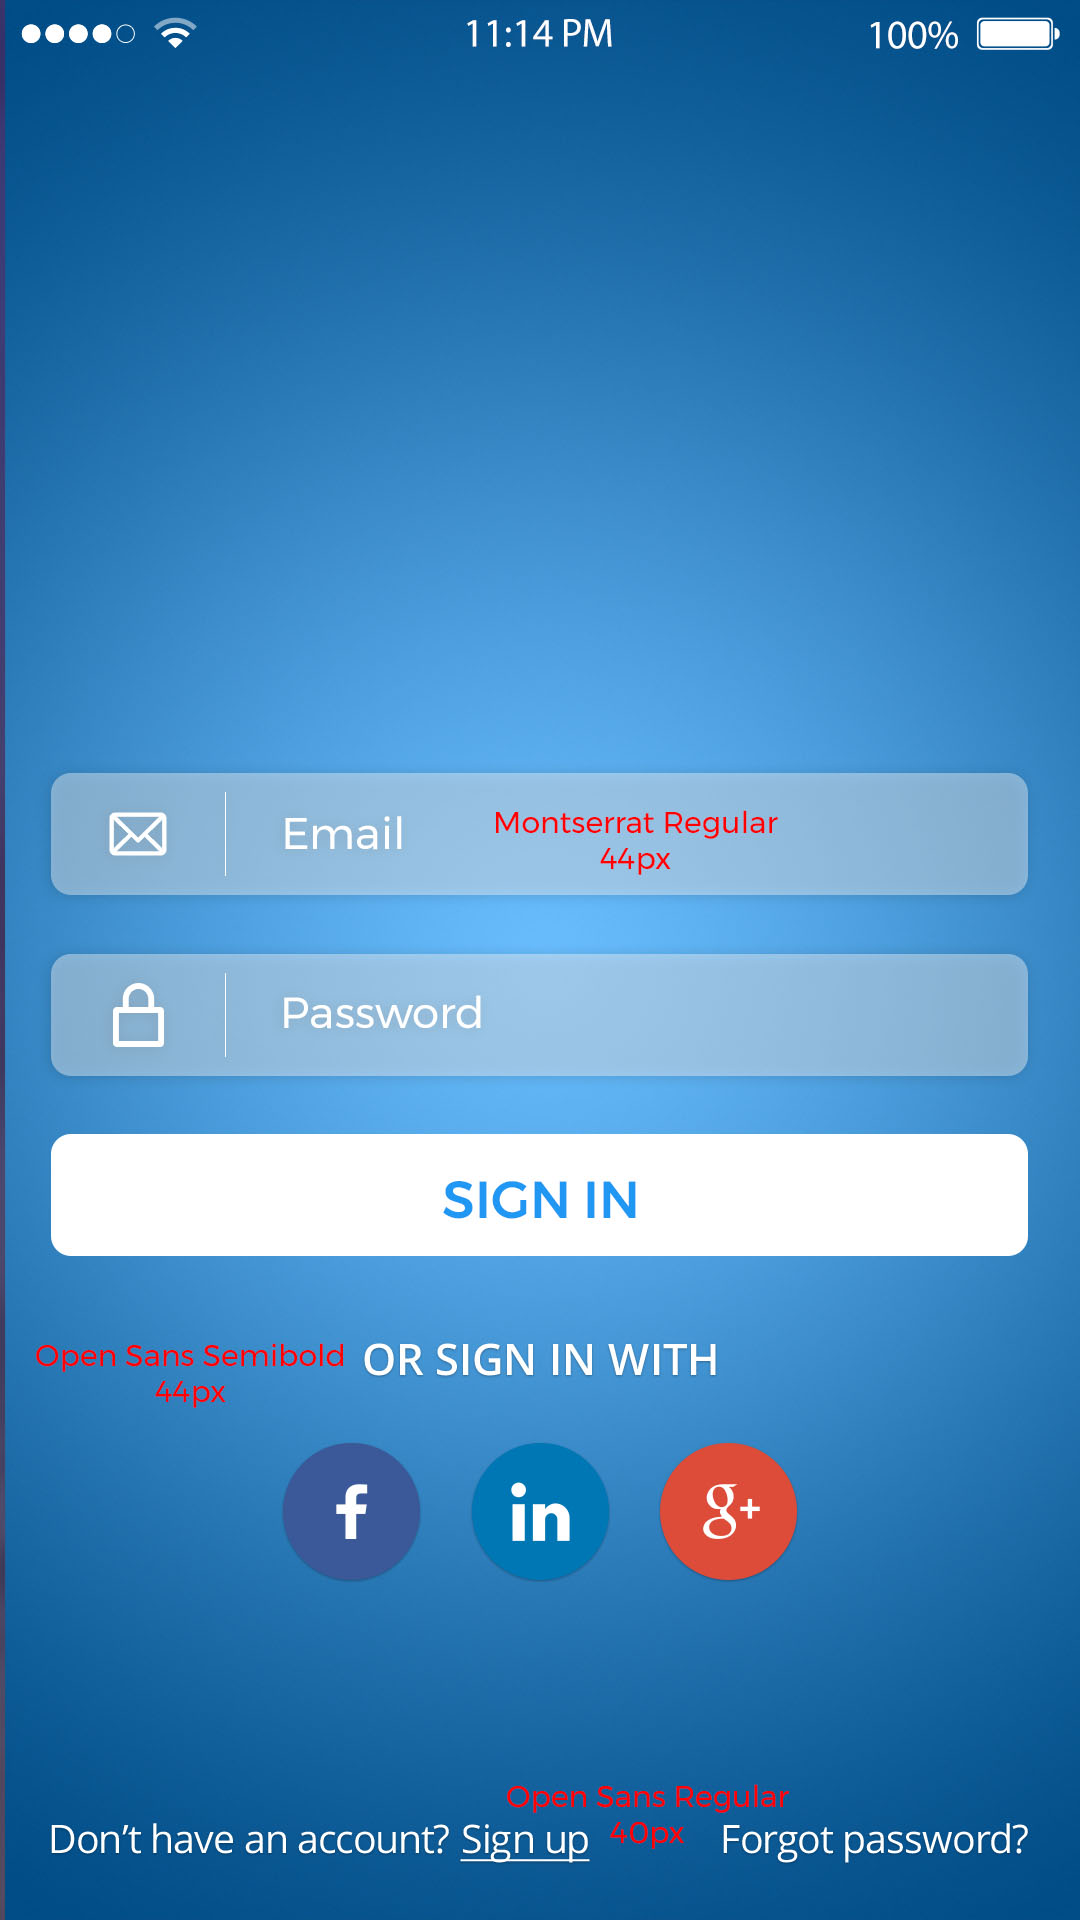 11:14 PM 100%
Email
Montserrat Regular
44px
Password
SIGN IN
Open Sans Semibold
44px
OR SIGN IN WITH
f in g+
Open Sans Regular
40px
Don’t have an account? Sign up
Forgot password?